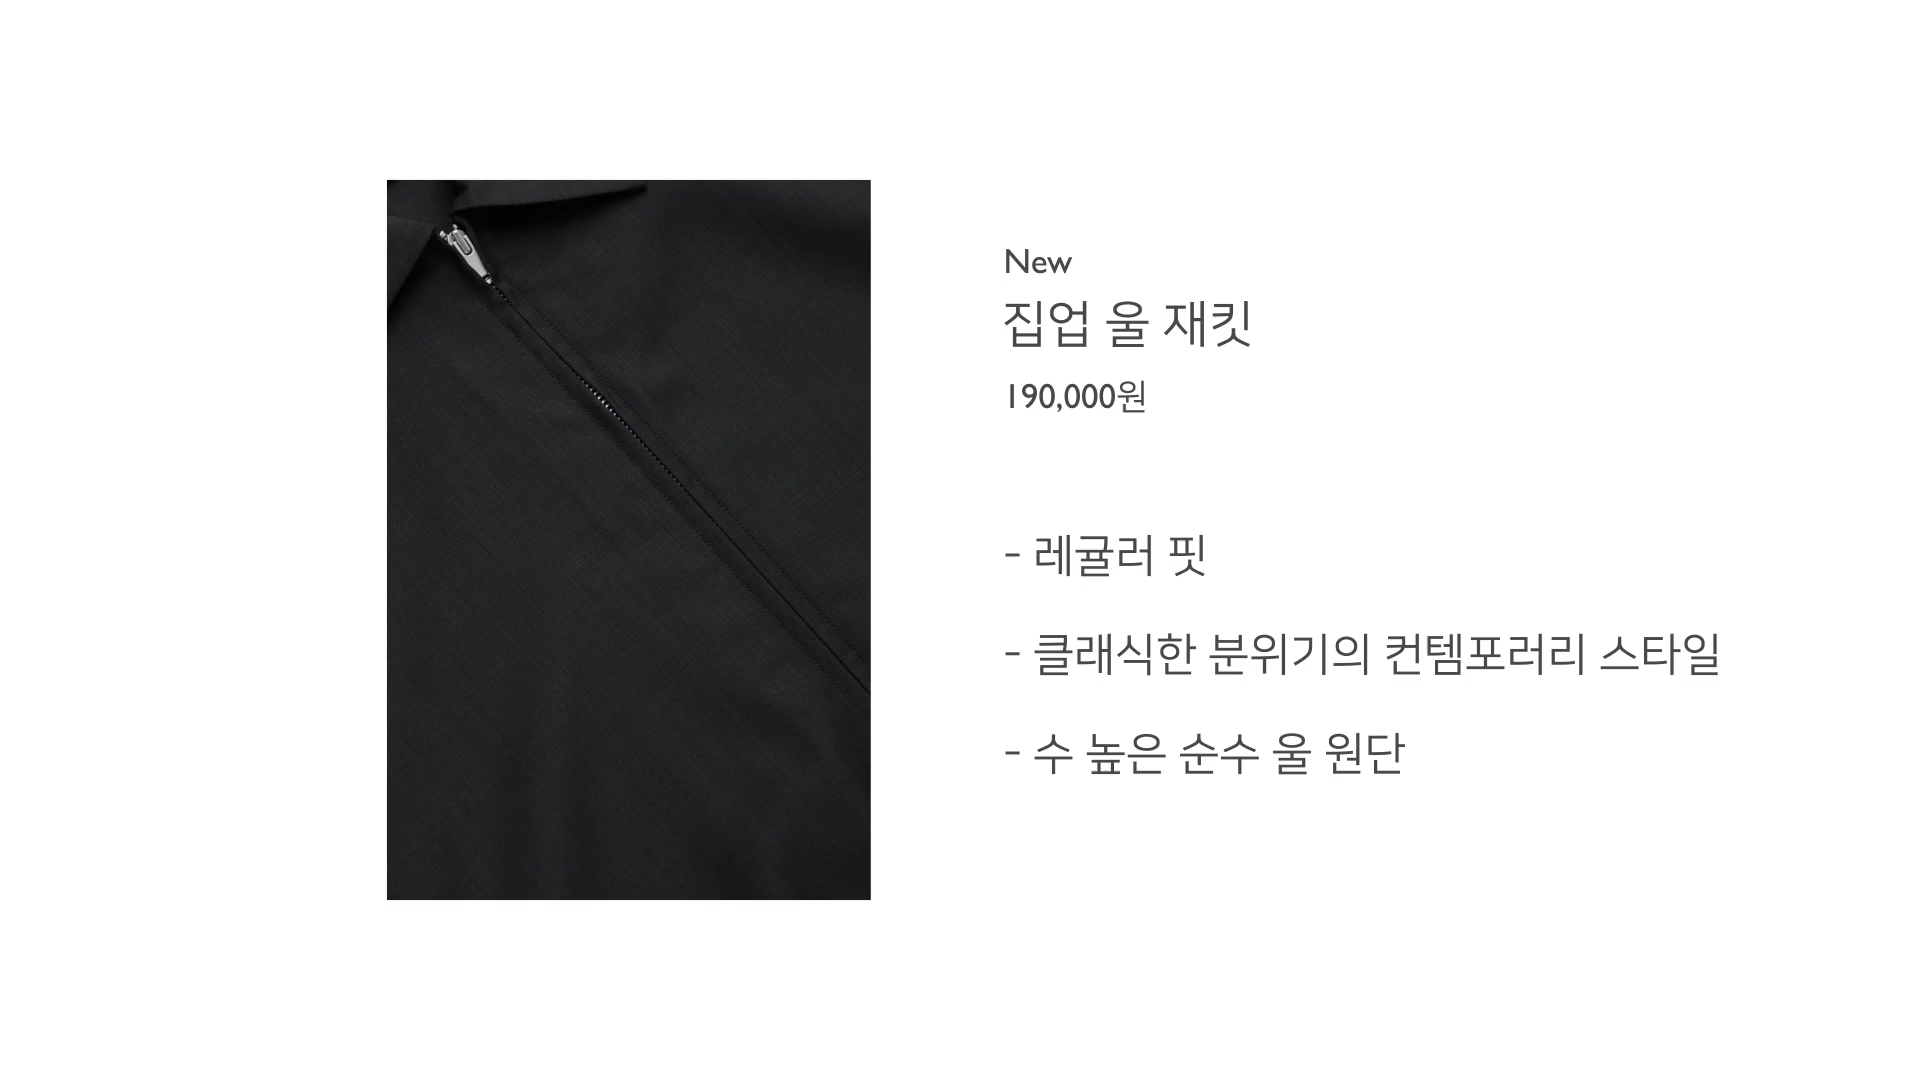 New
집업 울 재킷
190,000원
- 레귤러 핏
- 클래식한 분위기의 컨템포러리 스타일
- 수 높은 순수 울 원단